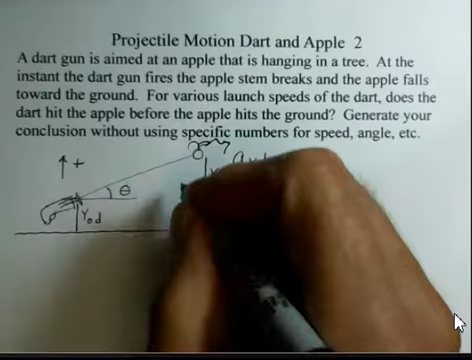 Projectile Motion Dart and Apple 2
A dart gun is aimed at an apple that is hanging in a tree. At the
instant the dart gun fires the apple stem breaks and the apple falls
toward the ground. For various launch speeds of the dart, does the
dart hit the apple before the apple hits the ground? Generate your
conclusion without using specific numbers for speed, angle, etc.
↑+
θ
Yod